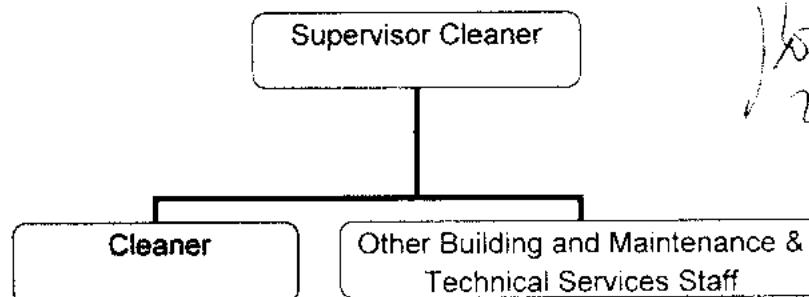 Supervisor Cleaner
Cleaner
Other Building and Maintenance &
Technical Services Staff